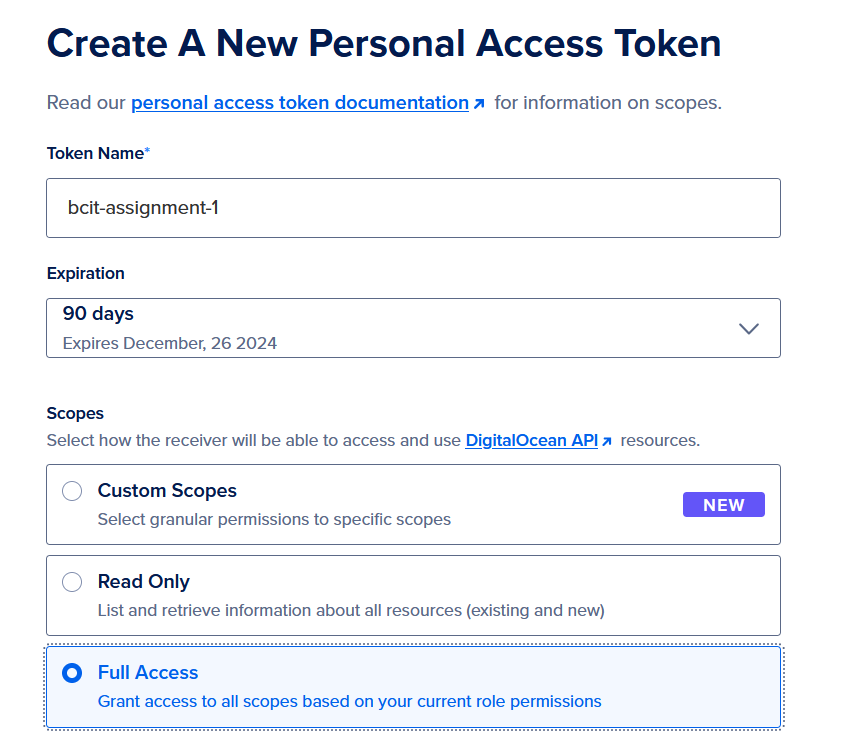 Create A New Personal Access Token
Read our personal access token documentation for information on scopes.
Token Name*
bcit-assignment-1
Expiration
90 days
Expires December, 26 2024
Scopes
Select how the receiver will be able to access and use DigitalOcean API resources.
Custom Scopes
NEW
Select granular permissions to specific scopes
Read Only
List and retrieve information about all resources (existing and new)
Full Access
Grant access to all scopes based on your current role permissions